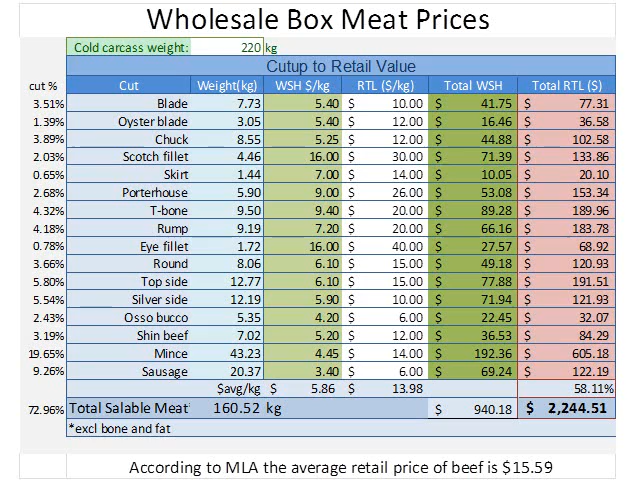 Wholesale Box Meat Prices
Cold carcass weight: 220 kg
Cutup to Retail Value
cut % Cut Weight(kg) WSH $/kg RTL ($/kg) Total WSH Total RTL ($)
3.51% Blade 7.73 5.40 $ 10.00 $ 41.75 $ 77.31
1.39% Oyster blade 3.05 5.40 $ 12.00 $ 16.46 $ 36.58
3.89% Chuck 8.55 5.25 $ 12.00 $ 44.88 $ 102.58
2.03% Scotch fillet 4.46 16.00 $ 30.00 $ 71.39 $ 133.86
0.65% Skirt 1.44 7.00 $ 14.00 $ 10.05 $ 20.10
2.68% Porterhouse 5.90 9.00 $ 26.00 $ 53.08 $ 153.34
4.32% T-bone 9.50 9.40 $ 20.00 $ 89.28 $ 189.96
4.18% Rump 9.19 7.20 $ 20.00 $ 66.16 $ 183.78
0.78% Eye fillet 1.72 16.00 $ 40.00 $ 27.57 $ 68.92
3.66% Round 8.06 6.10 $ 15.00 $ 49.18 $ 120.93
5.80% Top side 12.77 6.10 $ 15.00 $ 77.88 $ 191.51
5.54% Silver side 12.19 5.90 $ 10.00 $ 71.94 $ 121.93
2.43% Osso bucco 5.35 4.20 $ 6.00 $ 22.45 $ 32.07
3.19% Shin beef 7.02 5.20 $ 12.00 $ 36.53 $ 84.29
19.65% Mince 43.23 4.45 $ 14.00 $ 192.36 $ 605.18
9.26% Sausage 20.37 3.40 $ 6.00 $ 69.24 $ 122.19
$avg/kg $ 5.86 $ 13.98 58.11%
72.96% Total Salable Meat* 160.52 kg $ 940.18 $ 2,244.51
*excl bone and fat
According to MLA the average retail price of beef is $15.59